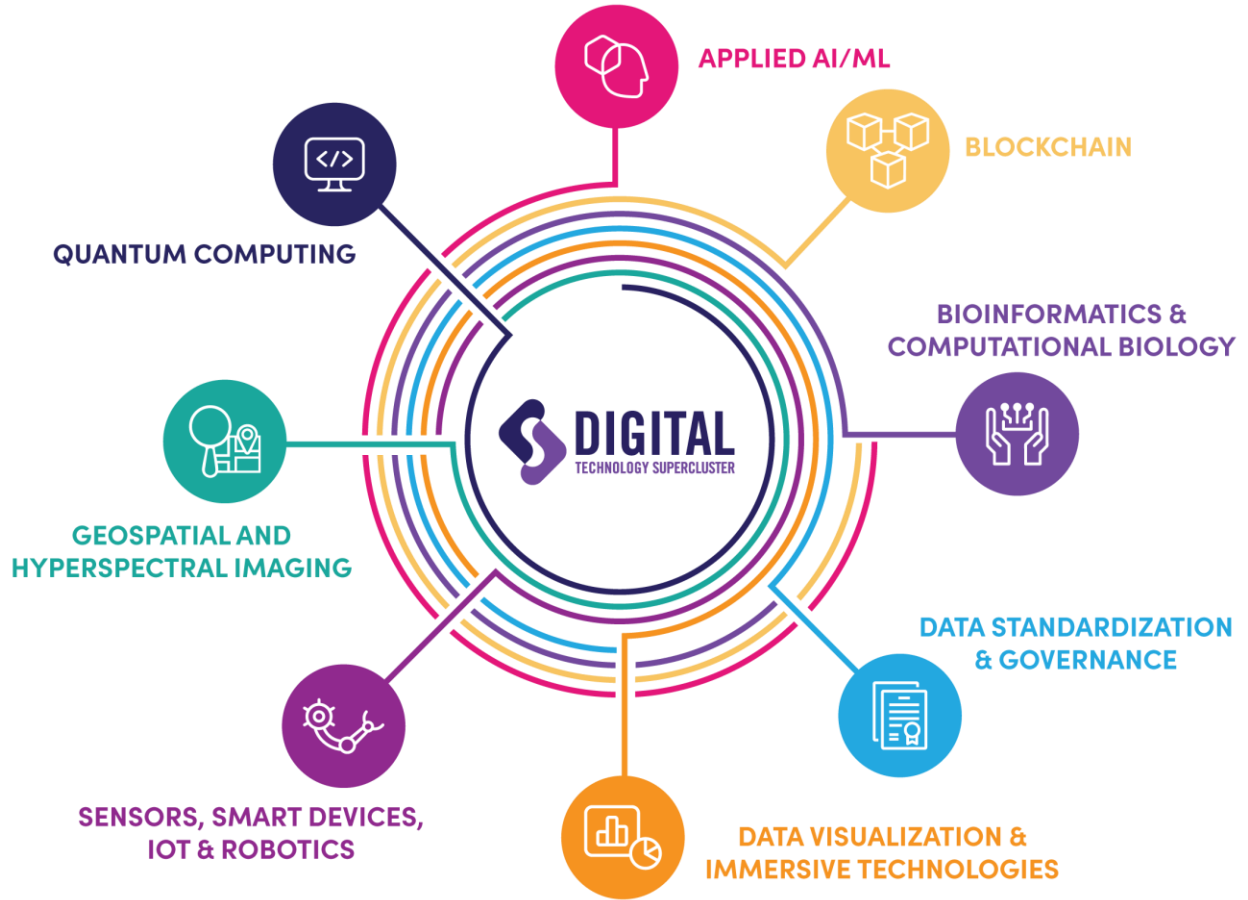 APPLIED AI/ML
BLOCKCHAIN
BIOINFORMATICS &
COMPUTATIONAL BIOLOGY
DATA STANDARDIZATION
& GOVERNANCE
DATA VISUALIZATION &
IMMERSIVE TECHNOLOGIES
SENSORS, SMART DEVICES,
IOT & ROBOTICS
GEOSPATIAL AND
HYPERSPECTRAL IMAGING
</>
QUANTUM COMPUTING
DIGITAL
TECHNOLOGY SUPERCLUSTER